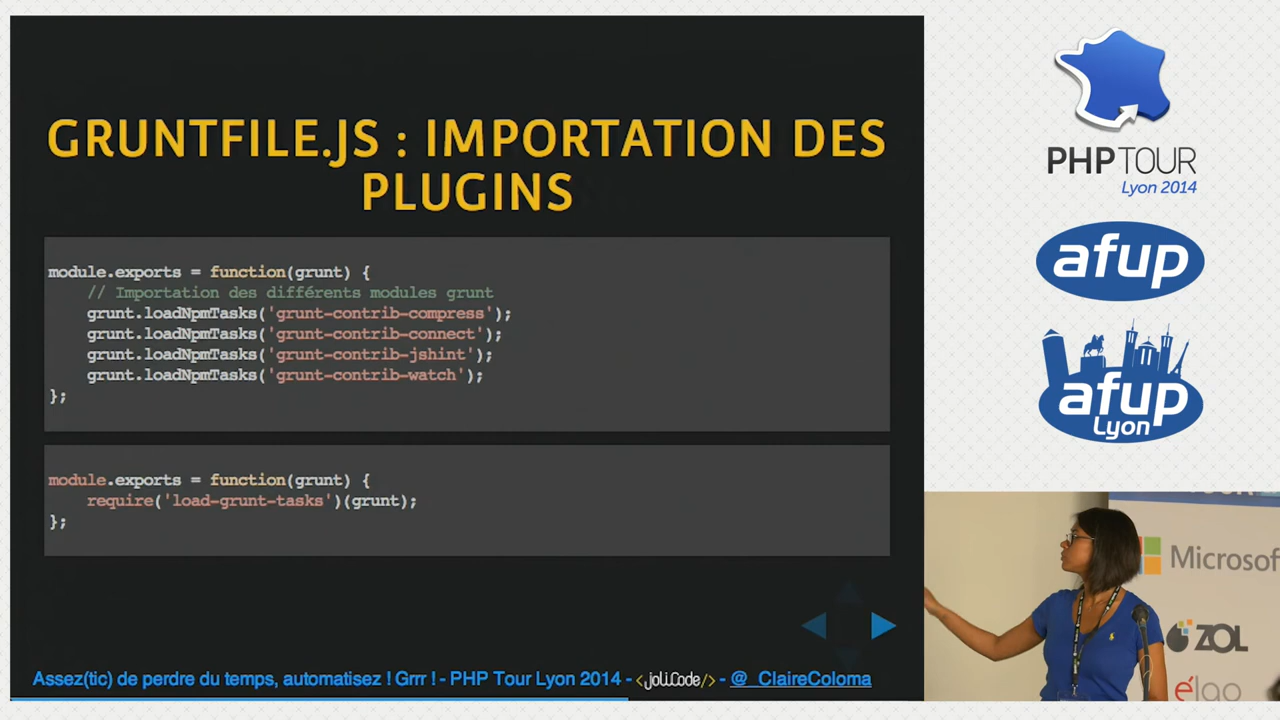 GRUNTFILE.JS : IMPORTATION DES
PLUGINS
module.exports = function(grunt) {
// Importation des différents modules grunt
grunt.loadNpmTasks('grunt-contrib-compress');
grunt.loadNpmTasks('grunt-contrib-connect');
grunt.loadNpmTasks('grunt-contrib-jshint');
grunt.loadNpmTasks('grunt-contrib-watch');
};
module.exports = function(grunt) {
require('load-grunt-tasks')(grunt);
};
Assez(tic) de perdre du temps, automatisez ! Grrr ! - PHP Tour Lyon 2014 - <joliCode/> - @_ClaireColoma
PHP TOUR
Lyon 2014
afup
afup
Lyon
Microsof
ZOL
élao